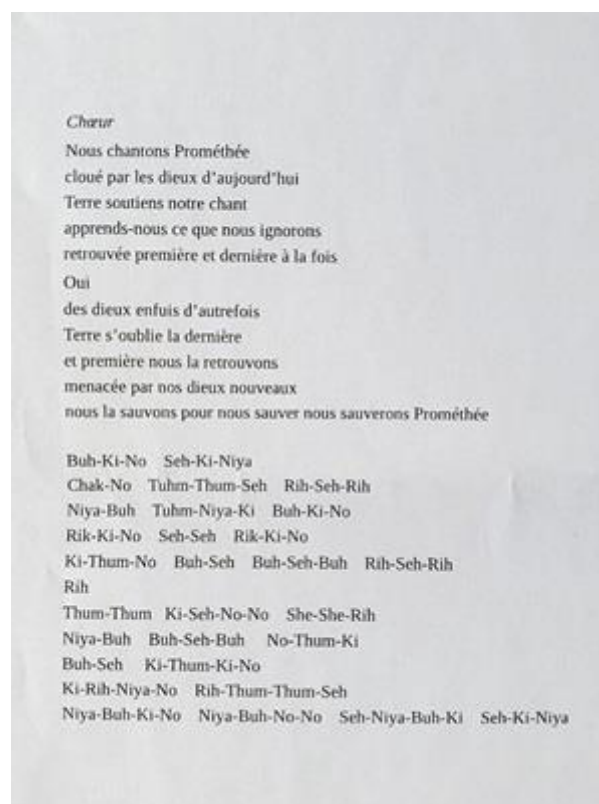 Chœur
Nous chantons Prométhée
cloué par les dieux d'aujourd'hui
Terre soutiens notre chant
apprends-nous ce que nous ignorons
retrouvée première et dernière à la fois
Oui
des dieux enfuis d'autrefois
Terre s'oublie la dernière
et première nous la retrouvons
menacée par nos dieux nouveaux
nous la sauvons pour nous sauver nous sauverons Prométhée
Buh-Ki-No Seh-Ki-Niya
Chak-No Tuhm-Thum-Seh Rih-Seh-Rih
Niya-Buh Tuhm-Niya-Ki Buh-Ki-No
Rik-Ki-No Seh-Seh Rik-Ki-No
Ki-Thum-No Buh-Seh Buh-Seh-Buh Rih-Seh-Rih
Rih
Thum-Thum Ki-Seh-No-No She-She-Rih
Niya-Buh Buh-Seh-Buh No-Thum-Ki
Buh-Seh Ki-Thum-Ki-No
Ki-Rih-Niya-No Rih-Thum-Thum-Seh
Niya-Buh-Ki-No Niya-Buh-No-No Seh-Niya-Buh-Ki Seh-Ki-Niya